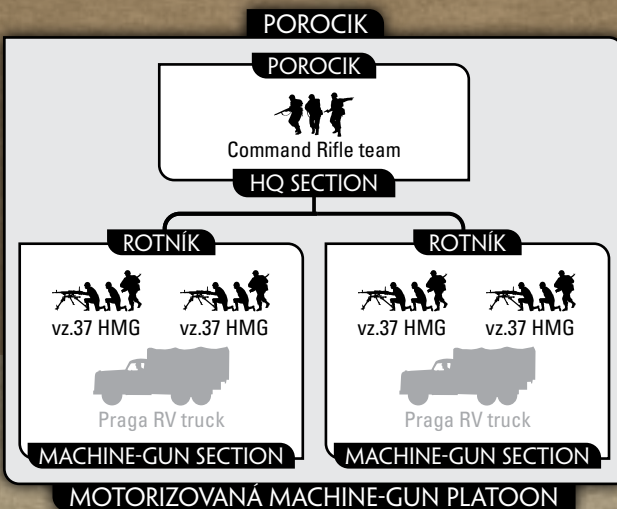 POROCIK
POROCIK
Command Rifle team
HQ SECTION
ROTNÍK
vz.37 HMG vz.37 HMG
Praga RV truck
MACHINE-GUN SECTION
ROTNÍK
vz.37 HMG vz.37 HMG
Praga RV truck
MACHINE-GUN SECTION
MOTORIZOVANÁ MACHINE-GUN PLATOON